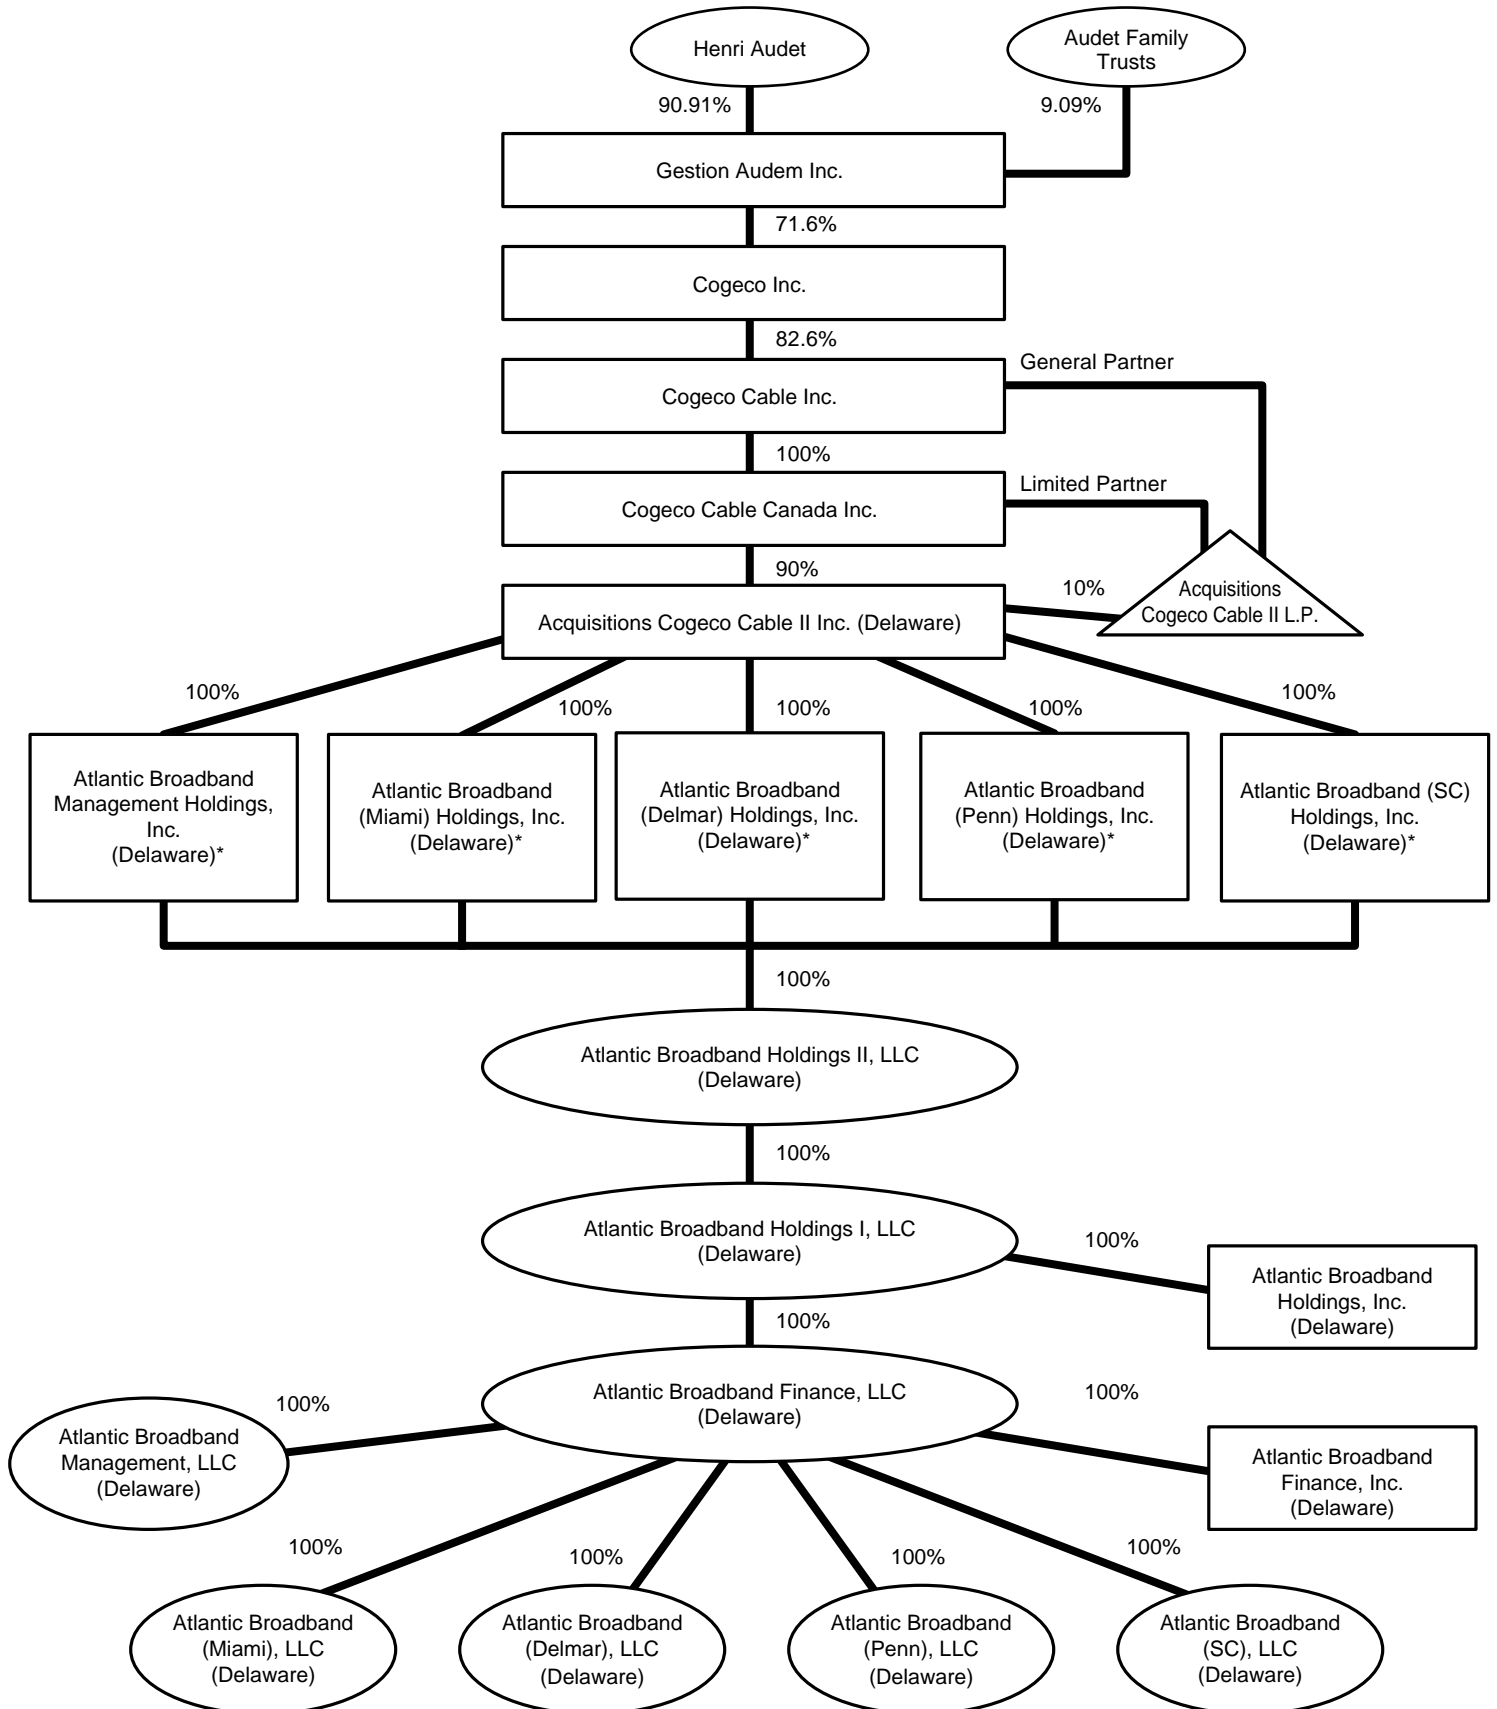 Henri Audet
Audet Family
Trusts
90.91%
9.09%
Gestion Audem Inc.
71.6%
Cogeco Inc.
82.6%
General Partner
Cogeco Cable Inc.
100%
Limited Partner
Cogeco Cable Canada Inc.
90%
10%
Acquisitions
Cogeco Cable II L.P.
Acquisitions Cogeco Cable II Inc. (Delaware)
100%
100%
100%
100%
100%
Atlantic Broadband
Management Holdings,
Inc.
(Delaware)*
Atlantic Broadband
(Miami) Holdings, Inc.
(Delaware)*
Atlantic Broadband
(Delmar) Holdings, Inc.
(Delaware)*
Atlantic Broadband
(Penn) Holdings, Inc.
(Delaware)*
Atlantic Broadband (SC)
Holdings, Inc.
(Delaware)*
100%
Atlantic Broadband Holdings II, LLC
(Delaware)
100%
Atlantic Broadband Holdings I, LLC
(Delaware)
100%
Atlantic Broadband
Holdings, Inc.
(Delaware)
100%
Atlantic Broadband Finance, LLC
(Delaware)
100%
100%
Atlantic Broadband
Management, LLC
(Delaware)
Atlantic Broadband
Finance, Inc.
(Delaware)
100%
100%
100%
100%
Atlantic Broadband
(Miami), LLC
(Delaware)
Atlantic Broadband
(Delmar), LLC
(Delaware)
Atlantic Broadband
(Penn), LLC
(Delaware)
Atlantic Broadband
(SC), LLC
(Delaware)